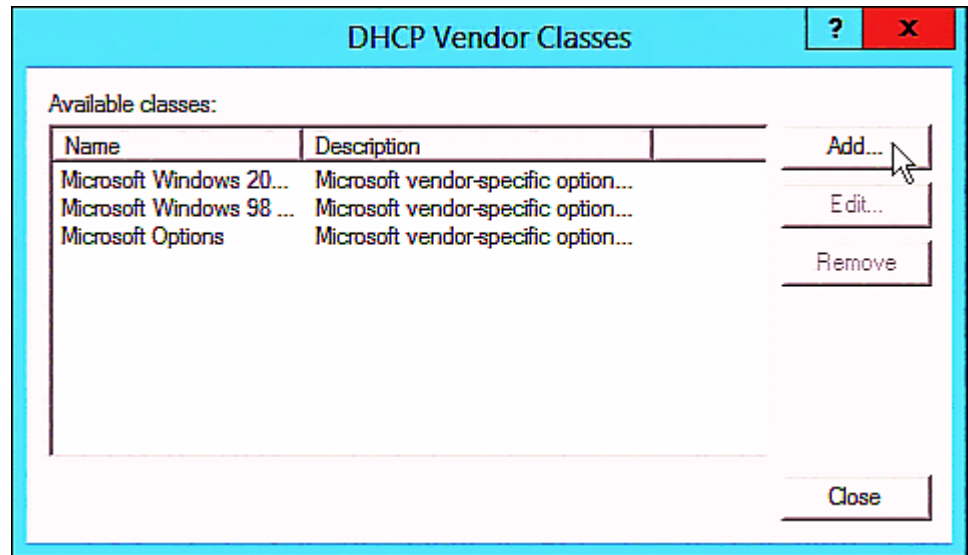 DHCP Vendor Classes
? x
Available classes:
Name Description
Add...
Microsoft Windows 20... Microsoft vendor-specific option...
Microsoft Windows 98 ... Microsoft vendor-specific option...
Edit...
Microsoft Options Microsoft vendor-specific option...
Remove
Close